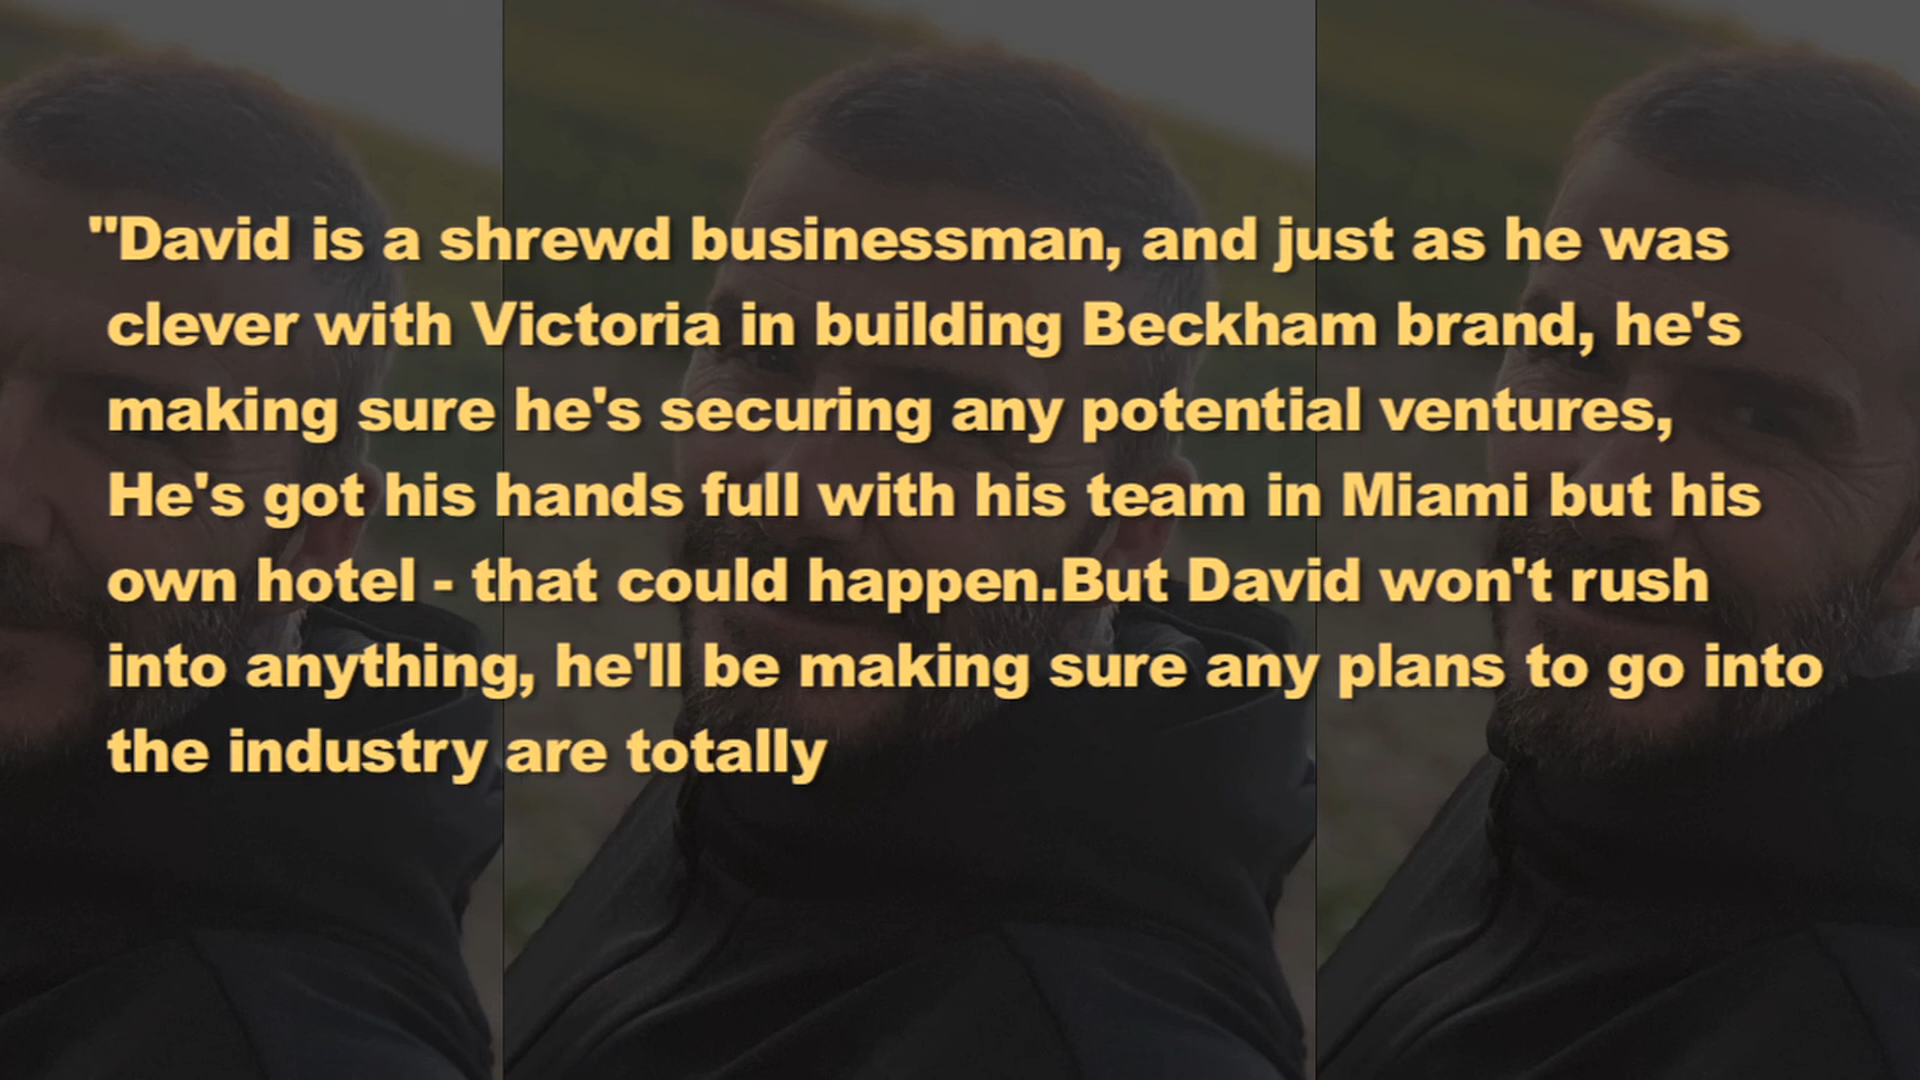 "David is a shrewd businessman, and just as he was
clever with Victoria in building Beckham brand, he's
making sure he's securing any potential ventures,
He's got his hands full with his team in Miami but his
own hotel - that could happen.But David won't rush
into anything, he'll be making sure any plans to go into
the industry are totally